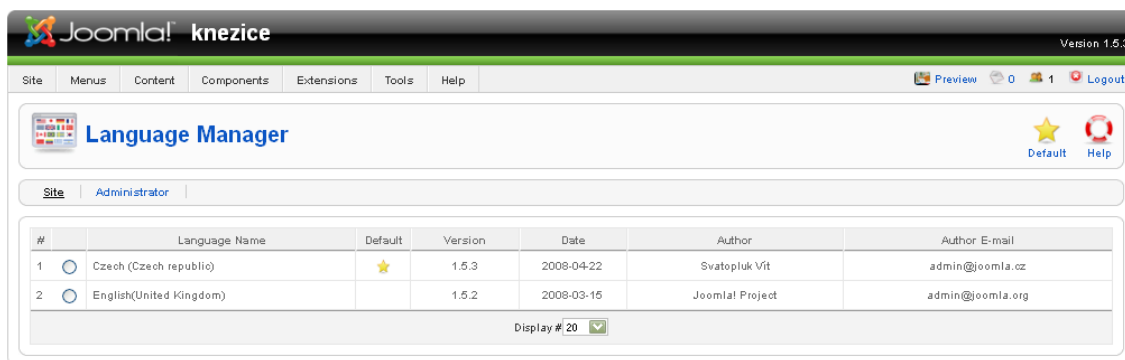 Joomla! knezice
Version 1.5.3
Site Menus Content Components Extensions Tools Help Preview 0 1 Logout
Language Manager
Default Help
Site Administrator
# Language Name Default Version Date Author Author E-mail
1 Czech (Czech republic) 1.5.3 2008-04-22 Svatopluk Vít admin@joomla.cz
2 English(United Kingdom) 1.5.2 2008-03-15 Joomla! Project admin@joomla.org
Display # 20